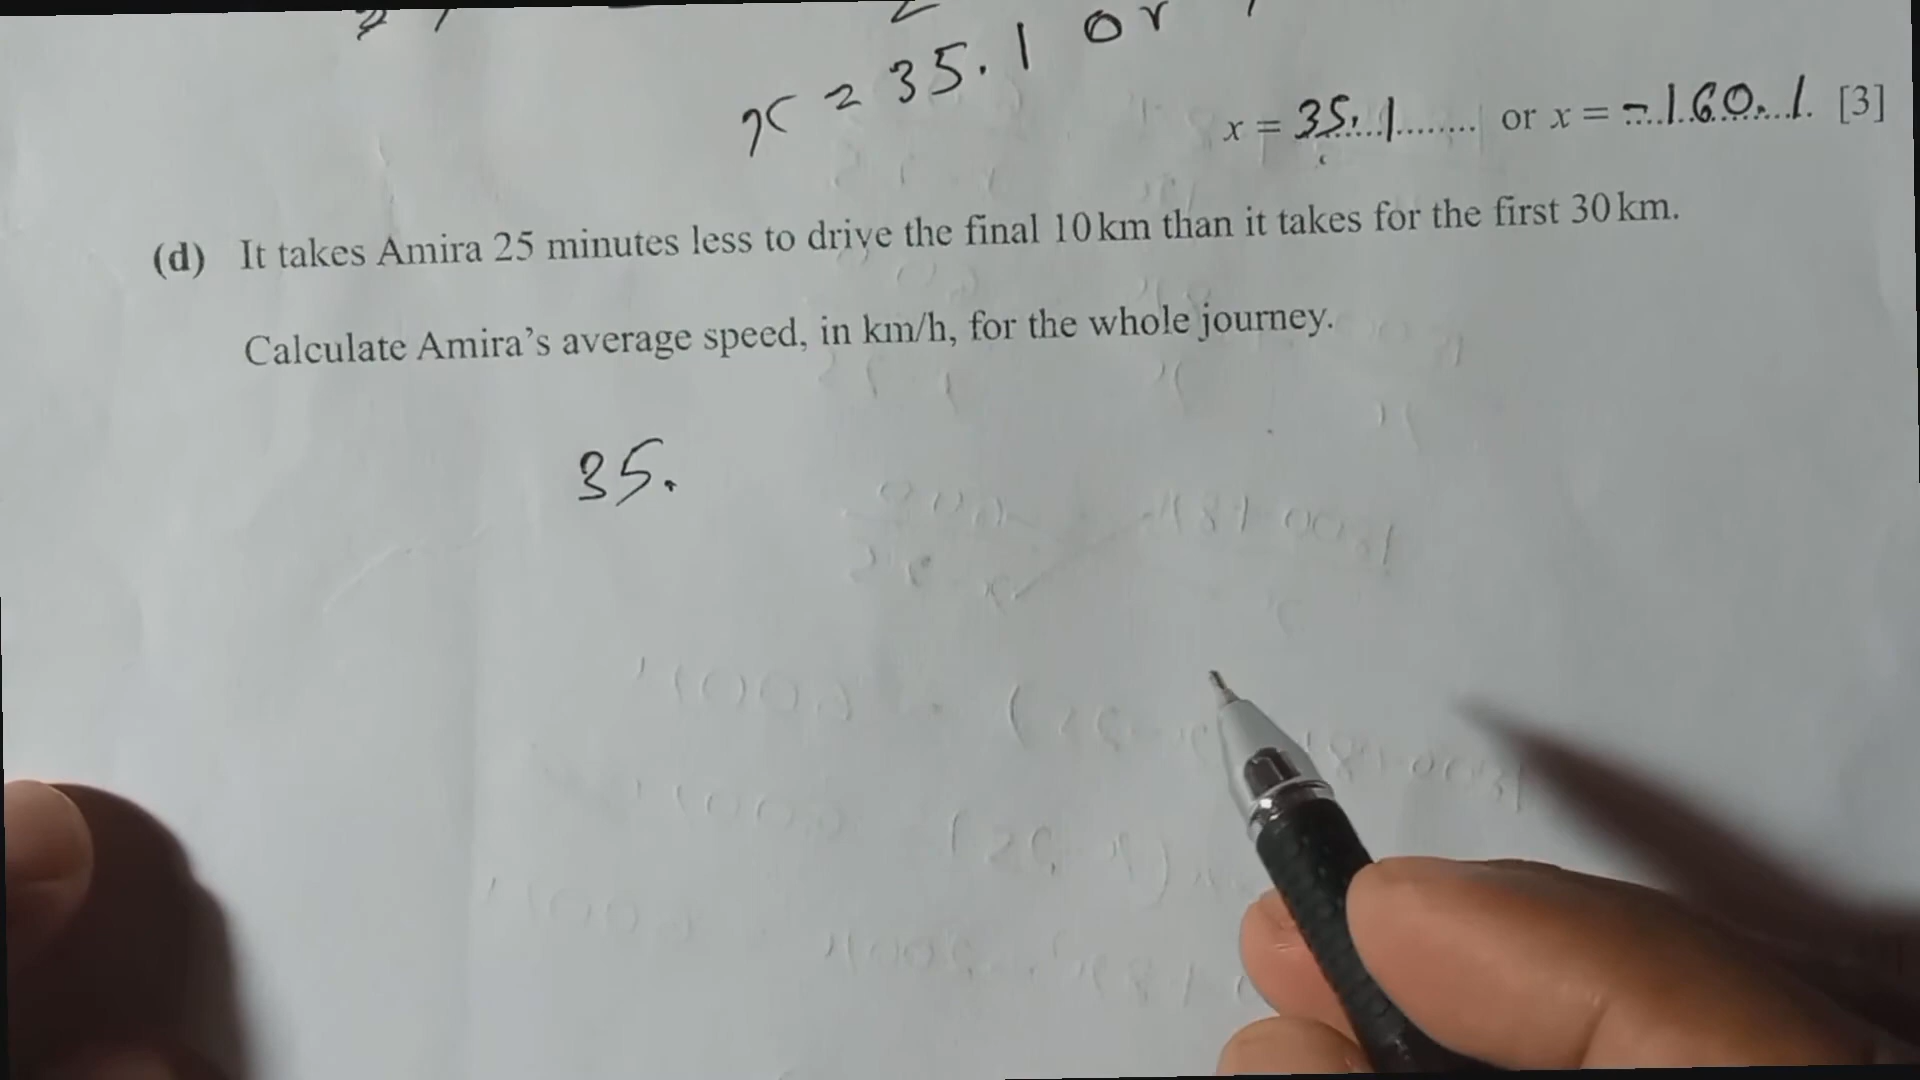 x = 35.1 or
x = 35.1 or x = -160.1 [3]
(d) It takes Amira 25 minutes less to drive the final 10 km than it takes for the first 30 km.
Calculate Amira's average speed, in km/h, for the whole journey.
35.